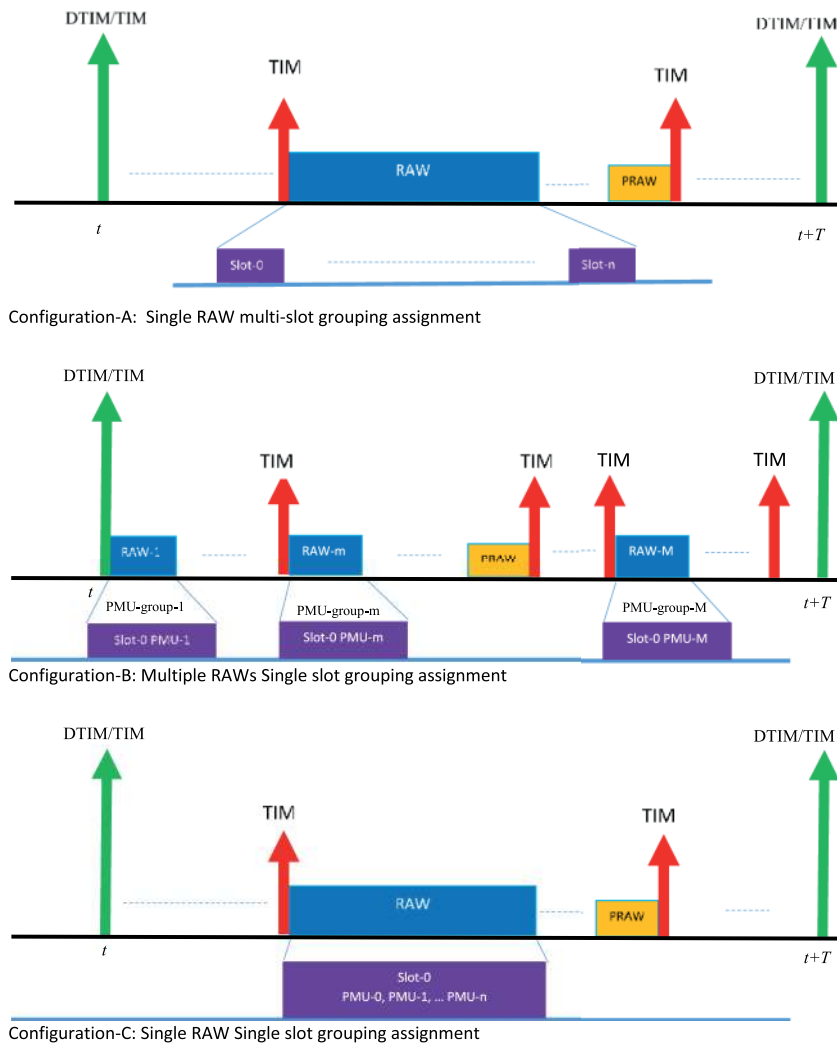 DTIM/TIM
DTIM/TIM
TIM
TIM
RAW
PRAW
t
t+T
Slot-0
Slot-n
Configuration-A:  Single RAW multi-slot grouping assignment
DTIM/TIM
DTIM/TIM
TIM
TIM
TIM
TIM
RAW-1
RAW-m
PRAW
RAW-M
t
t+T
PMU-group-1
PMU-group-m
PMU-group-M
Slot-0 PMU-1
Slot-0 PMU-m
Slot-0 PMU-M
Configuration-B: Multiple RAWs Single slot grouping assignment
DTIM/TIM
DTIM/TIM
TIM
TIM
RAW
PRAW
t
t+T
Slot-0
PMU-0, PMU-1, ... PMU-n
Configuration-C: Single RAW Single slot grouping assignment